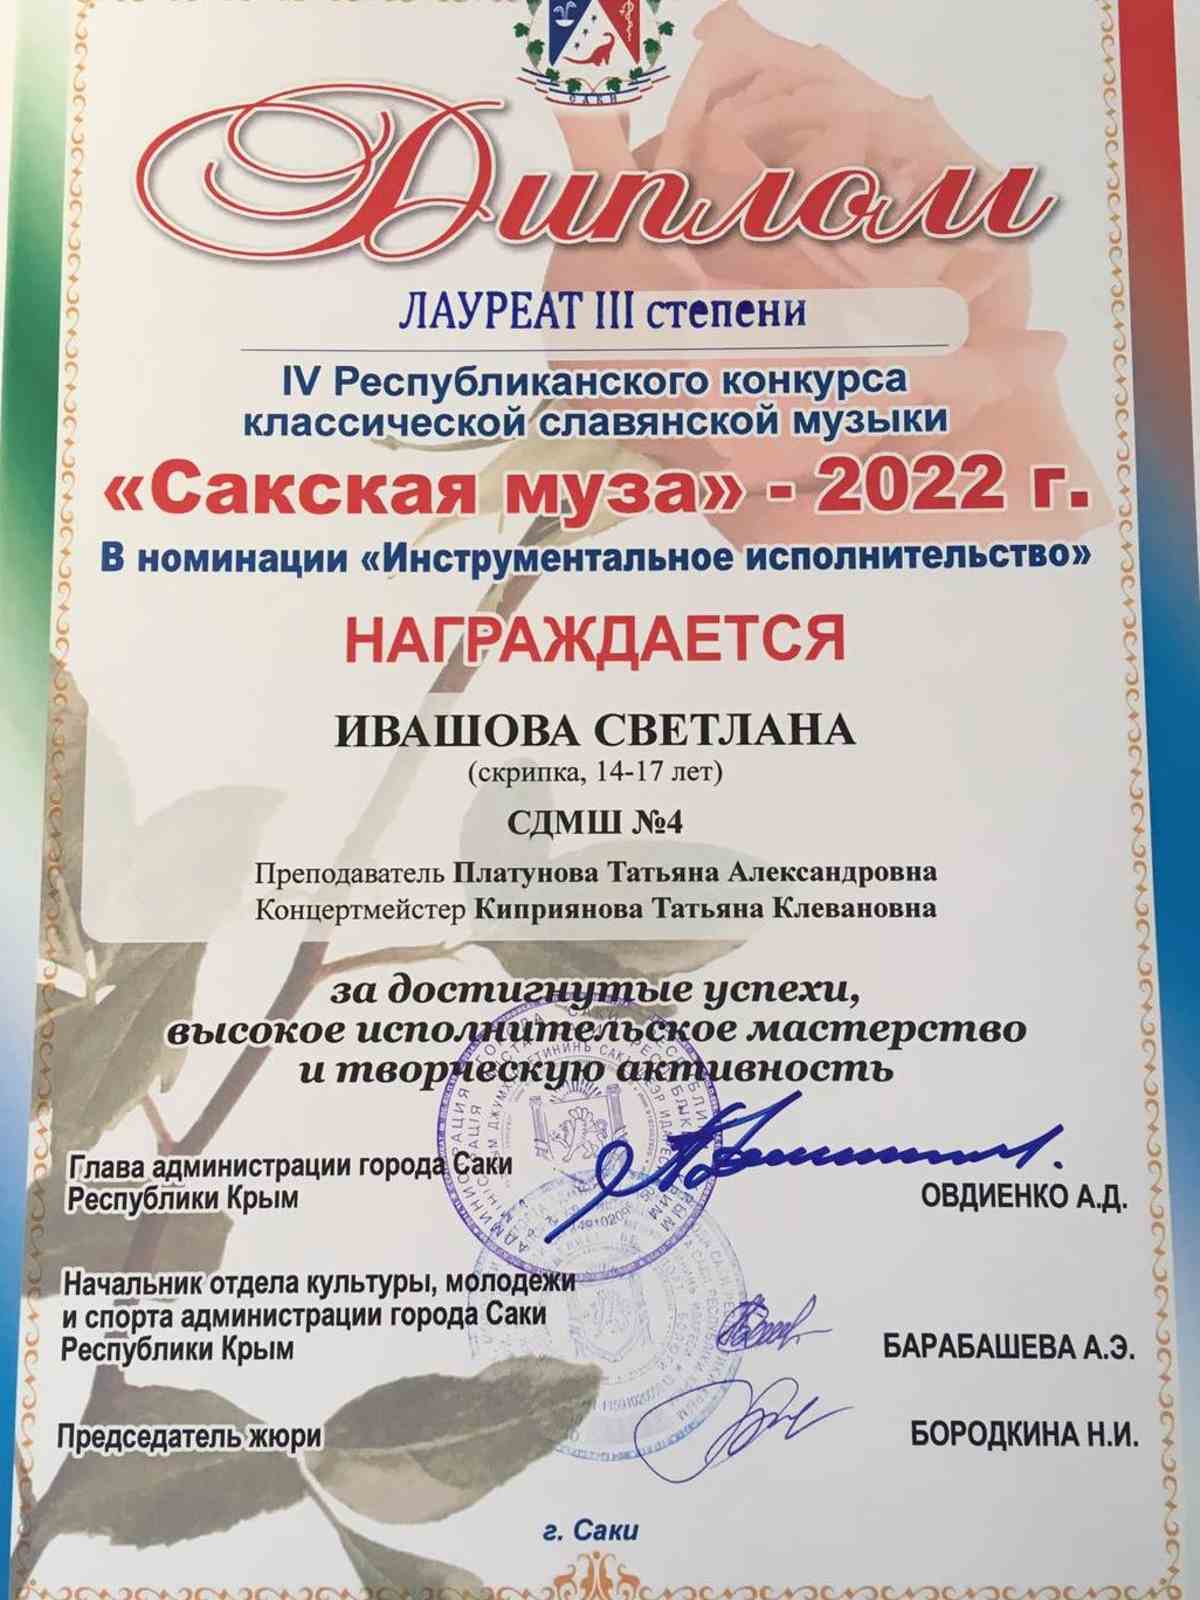 САКИ
Диплом
ЛАУРЕАТ III степени
IV Республиканского конкурса
классической славянской музыки
«Сакская муза» - 2022 г.
В номинации «Инструментальное исполнительство»
НАГРАЖДАЕТСЯ
ИВАШОВА СВЕТЛАНА
(скрипка, 14-17 лет)
СДМШ №4
Преподаватель Платунова Татьяна Александровна
Концертмейстер Киприянова Татьяна Клевановна
за достигнутые успехи,
высокое исполнительское мастерство
и творческую активность
Глава администрации города Саки
Республики Крым
ОВДИЕНКО А.Д.
Начальник отдела культуры, молодежи
и спорта администрации города Саки
Республики Крым
БАРАБАШЕВА А.Э.
Председатель жюри
БОРОДКИНА Н.И.
г. Саки